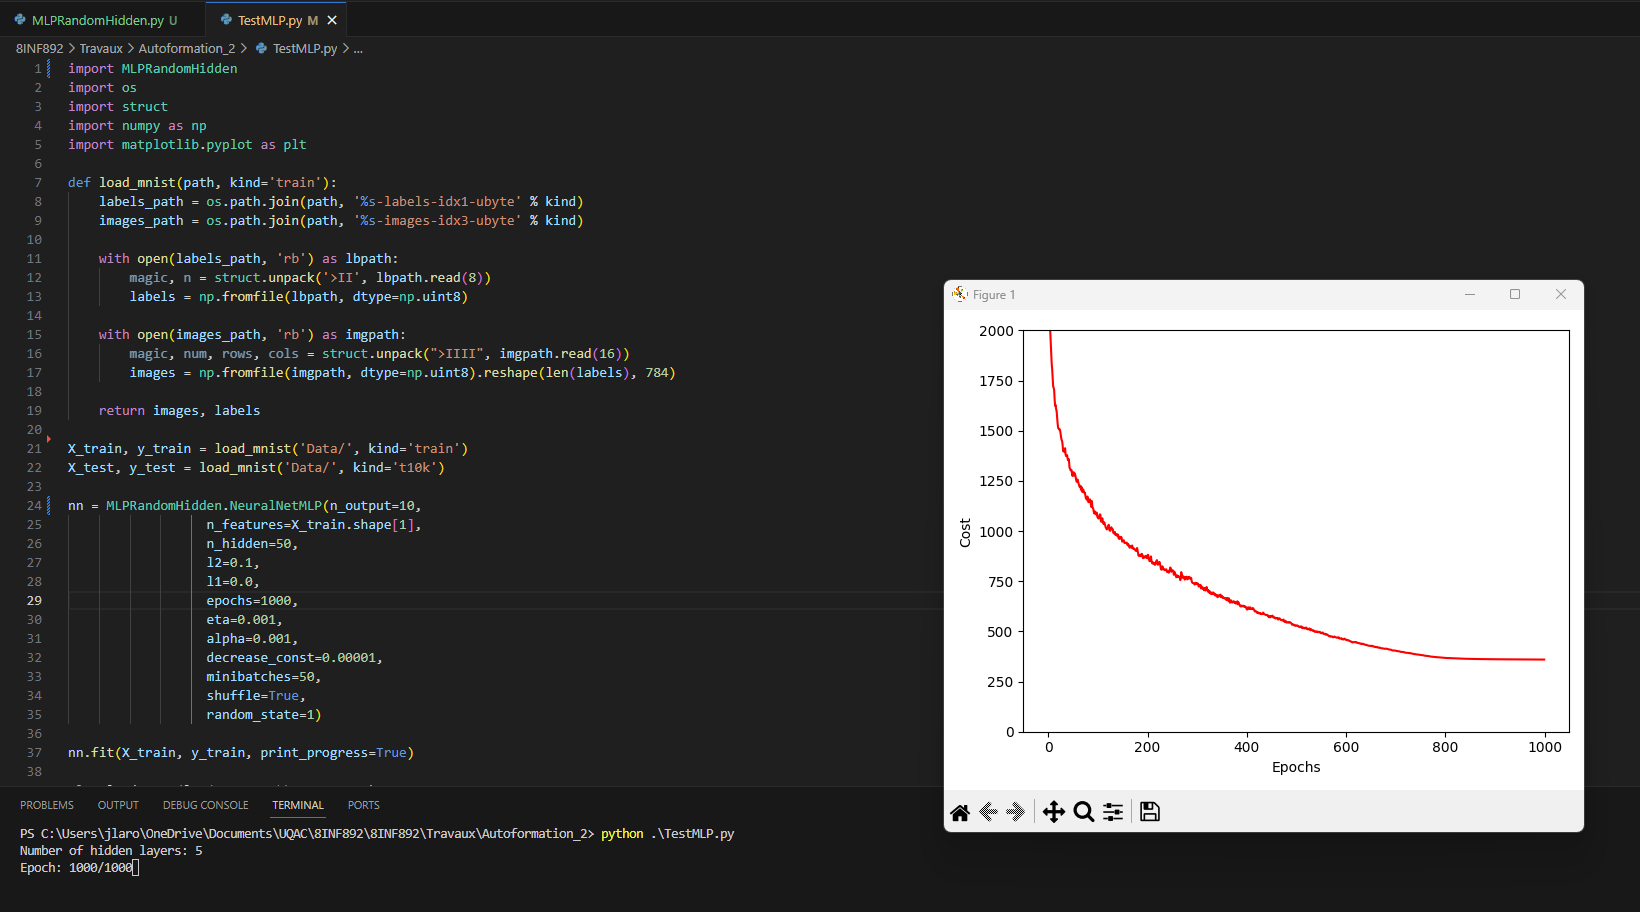 MLPRandomHidden.py U
TestMLP.py M
8INF892 > Travaux > Autoformation_2 > TestMLP.py > ...
1 import MLPRandomHidden
2 import os
3 import struct
4 import numpy as np
5 import matplotlib.pyplot as plt
6
7 def load_mnist(path, kind='train'):
8 labels_path = os.path.join(path, '%s-labels-idx1-ubyte' % kind)
9 images_path = os.path.join(path, '%s-images-idx3-ubyte' % kind)
10
11 with open(labels_path, 'rb') as lbpath:
12 magic, n = struct.unpack('>II', lbpath.read(8))
13 labels = np.fromfile(lbpath, dtype=np.uint8)
14
15 with open(images_path, 'rb') as imgpath:
16 magic, num, rows, cols = struct.unpack(">IIII", imgpath.read(16))
17 images = np.fromfile(imgpath, dtype=np.uint8).reshape(len(labels), 784)
18
19 return images, labels
20
21 X_train, y_train = load_mnist('Data/', kind='train')
22 X_test, y_test = load_mnist('Data/', kind='t10k')
23
24 nn = MLPRandomHidden.NeuralNetMLP(n_output=10,
25 n_features=X_train.shape[1],
26 n_hidden=50,
27 l2=0.1,
28 l1=0.0,
29 epochs=1000,
30 eta=0.001,
31 alpha=0.001,
32 decrease_const=0.00001,
33 minibatches=50,
34 shuffle=True,
35 random_state=1)
36
37 nn.fit(X_train, y_train, print_progress=True)
38
Figure 1
2000
1750
1500
1250
1000
750
500
250
0
Cost
0 200 400 600 800 1000
Epochs
PROBLEMS OUTPUT DEBUG CONSOLE TERMINAL PORTS
PS C:\Users\jlaro\OneDrive\Documents\UQAC\8INF892\8INF892\Travaux\Autoformation_2> python .\TestMLP.py
Number of hidden layers: 5
Epoch: 1000/1000